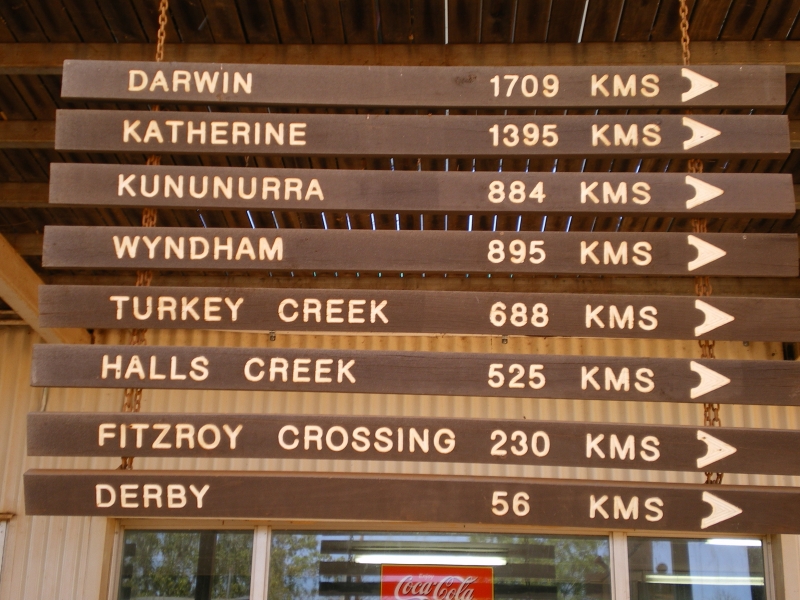 DARWIN 1709 KMS
KATHERINE 1395 KMS
KUNUNURRA 884 KMS
WYNDHAM 895 KMS
TURKEY CREEK 688 KMS
HALLS CREEK 525 KMS
FITZROY CROSSING 230 KMS
DERBY 56 KMS
Coca-Cola